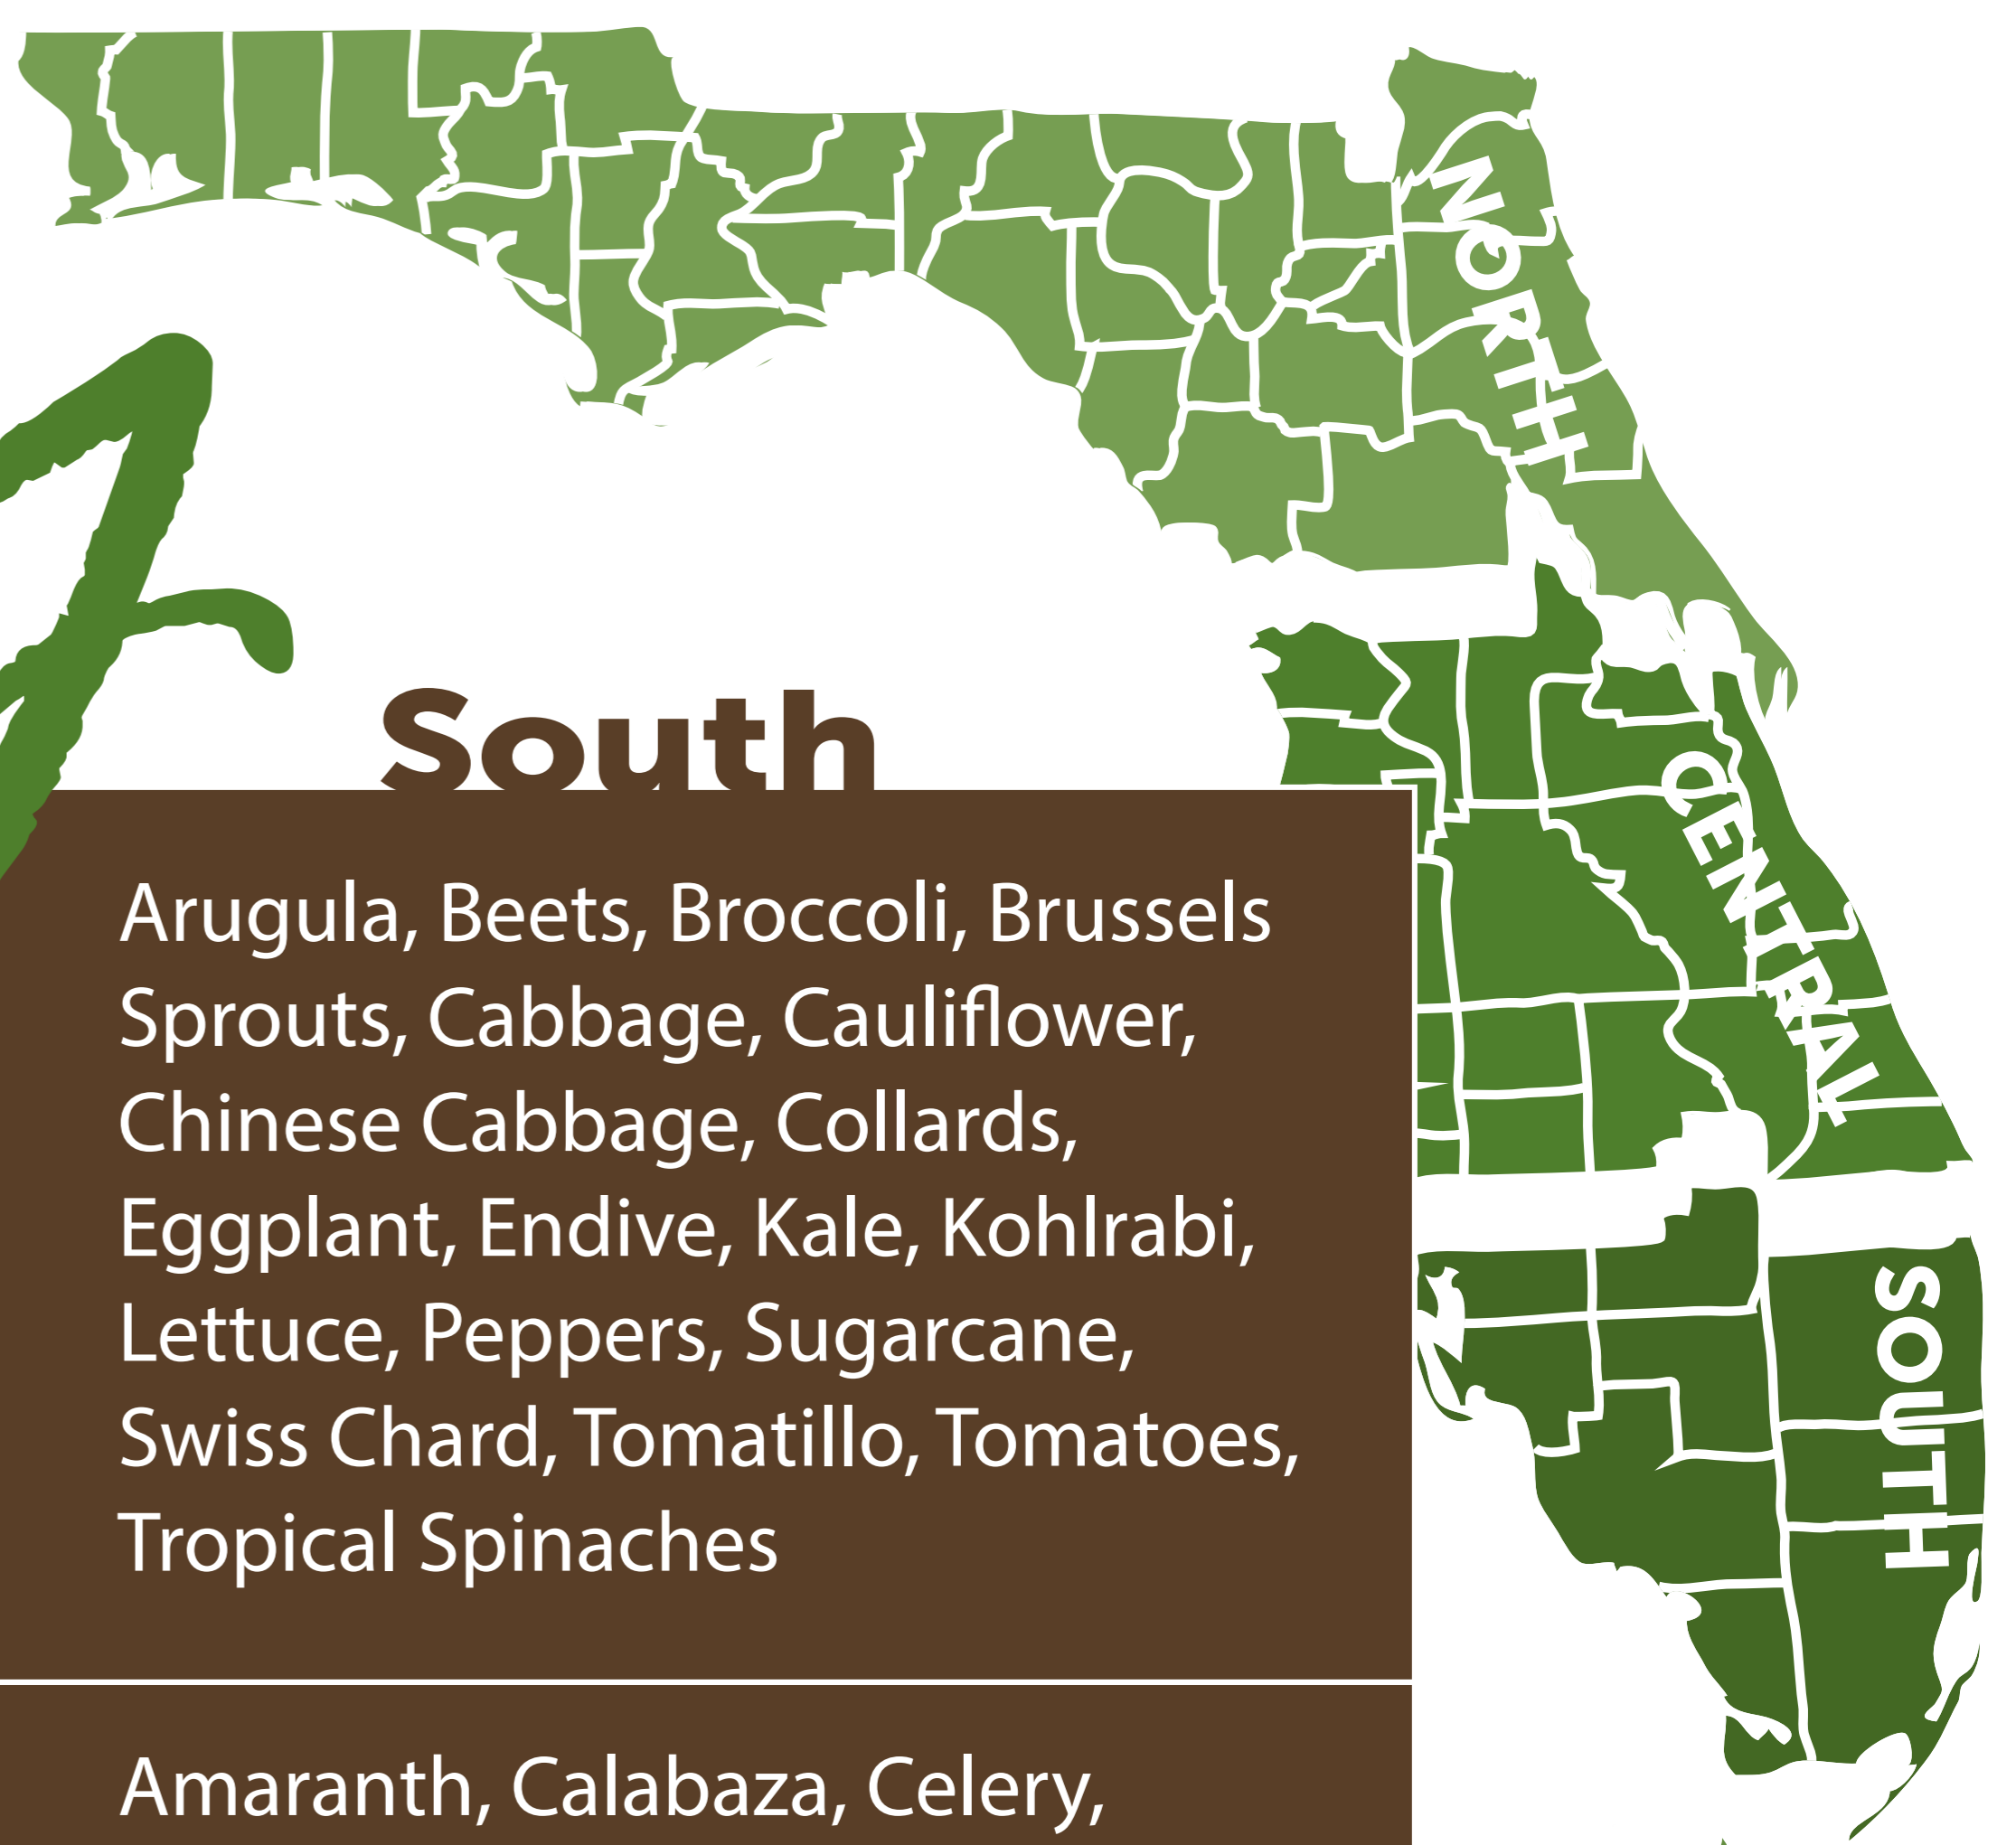 NORTH
CENTRAL
SOUTH
South
Arugula, Beets, Broccoli, Brussels
Sprouts, Cabbage, Cauliflower,
Chinese Cabbage, Collards,
Eggplant, Endive, Kale, Kohlrabi,
Lettuce, Peppers, Sugarcane,
Swiss Chard, Tomatillo, Tomatoes,
Tropical Spinaches
Amaranth, Calabaza, Celery,